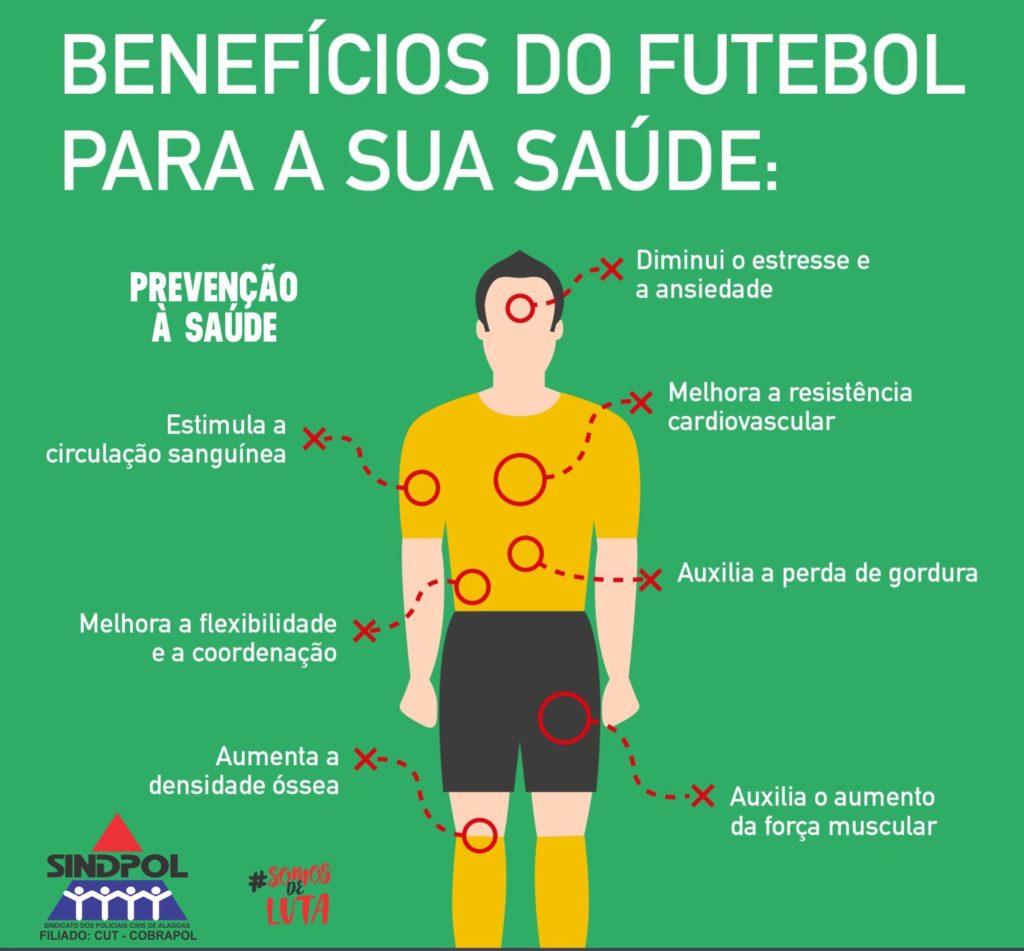 BENEFÍCIOS DO FUTEBOL
PARA A SUA SAÚDE:
PREVENÇÃO
À SAÚDE
Diminui o estresse e
a ansiedade
Melhora a resistência
cardiovascular
Estimula a
circulação sanguínea
Auxilia a perda de gordura
Melhora a flexibilidade
e a coordenação
Aumenta a
densidade óssea
Auxilia o aumento
da força muscular
SINDPOL
SINDICATO DOS POLICIAIS CIVIS DE ALAGOAS
FILIADO: CUT - COBRAPOL
#SOMOS
DE
LUTA